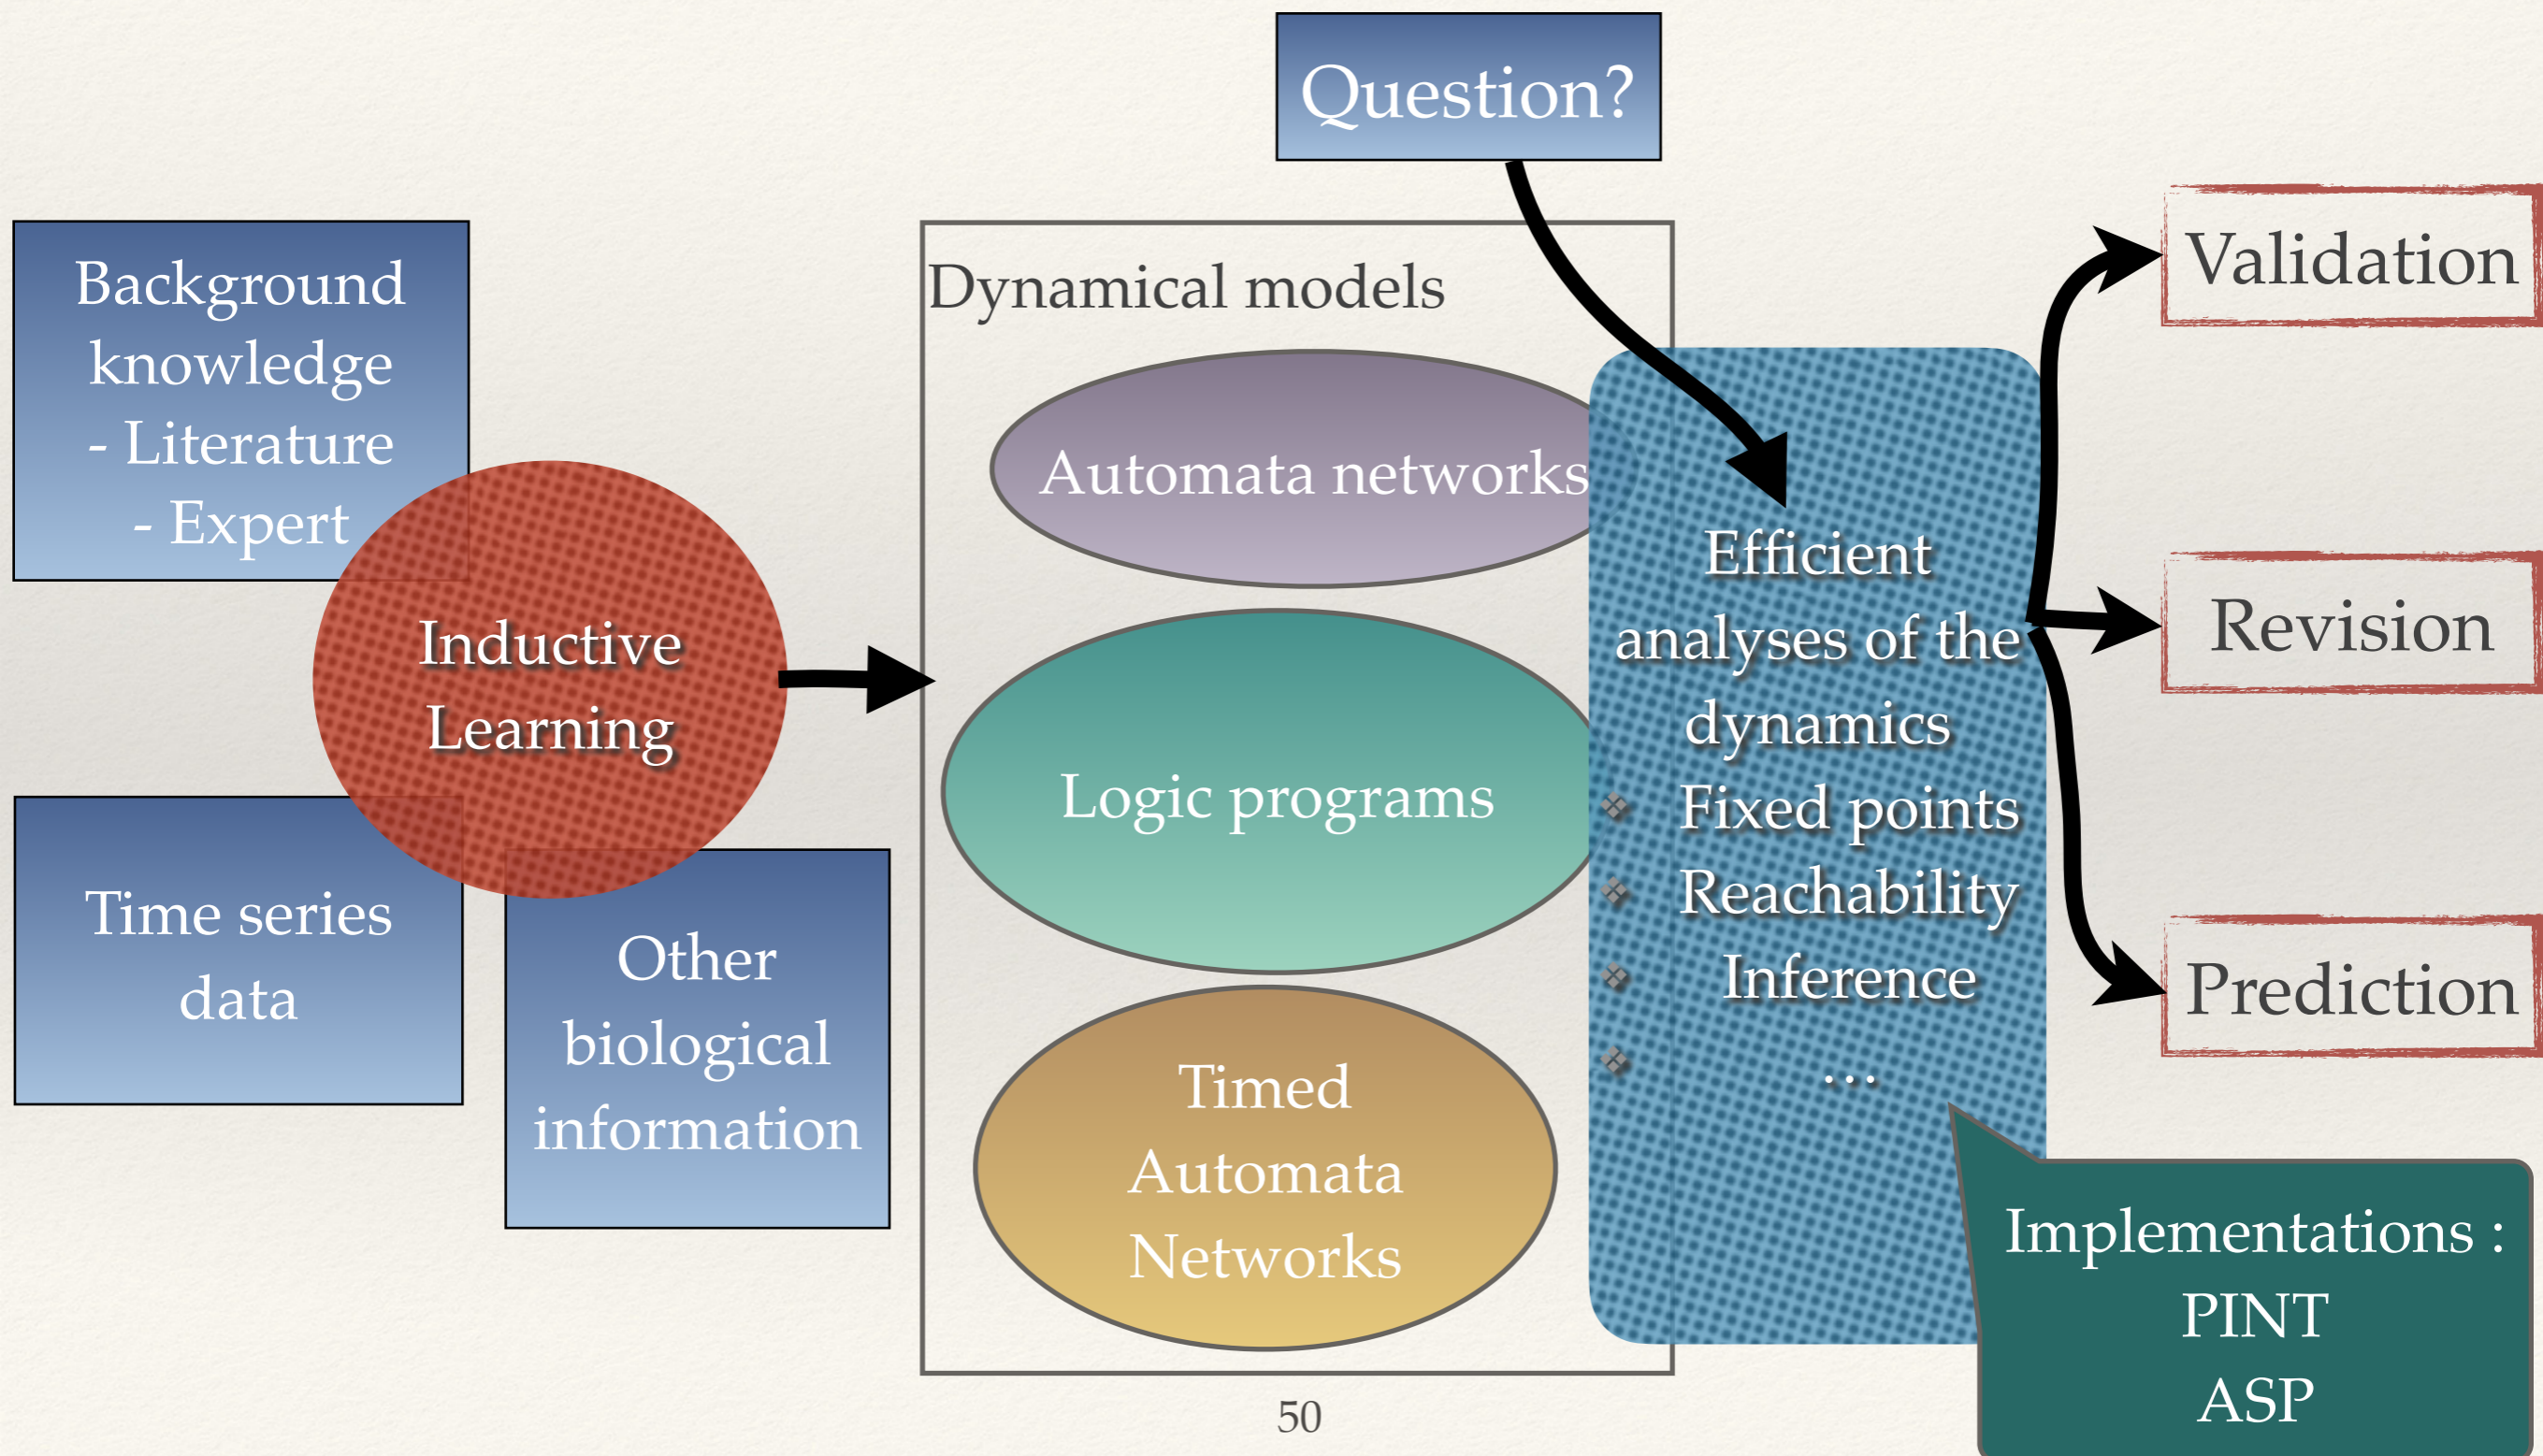 Question?
Background
knowledge
- Literature
- Expert
Inductive
Learning
Time series
data
Other
biological
information
Dynamical models
Automata networks
Logic programs
Timed
Automata
Networks
Efficient
analyses of the
dynamics
❖ Fixed points
❖ Reachability
❖ Inference
❖ …
Validation
Revision
Prediction
Implementations :
PINT
ASP
50